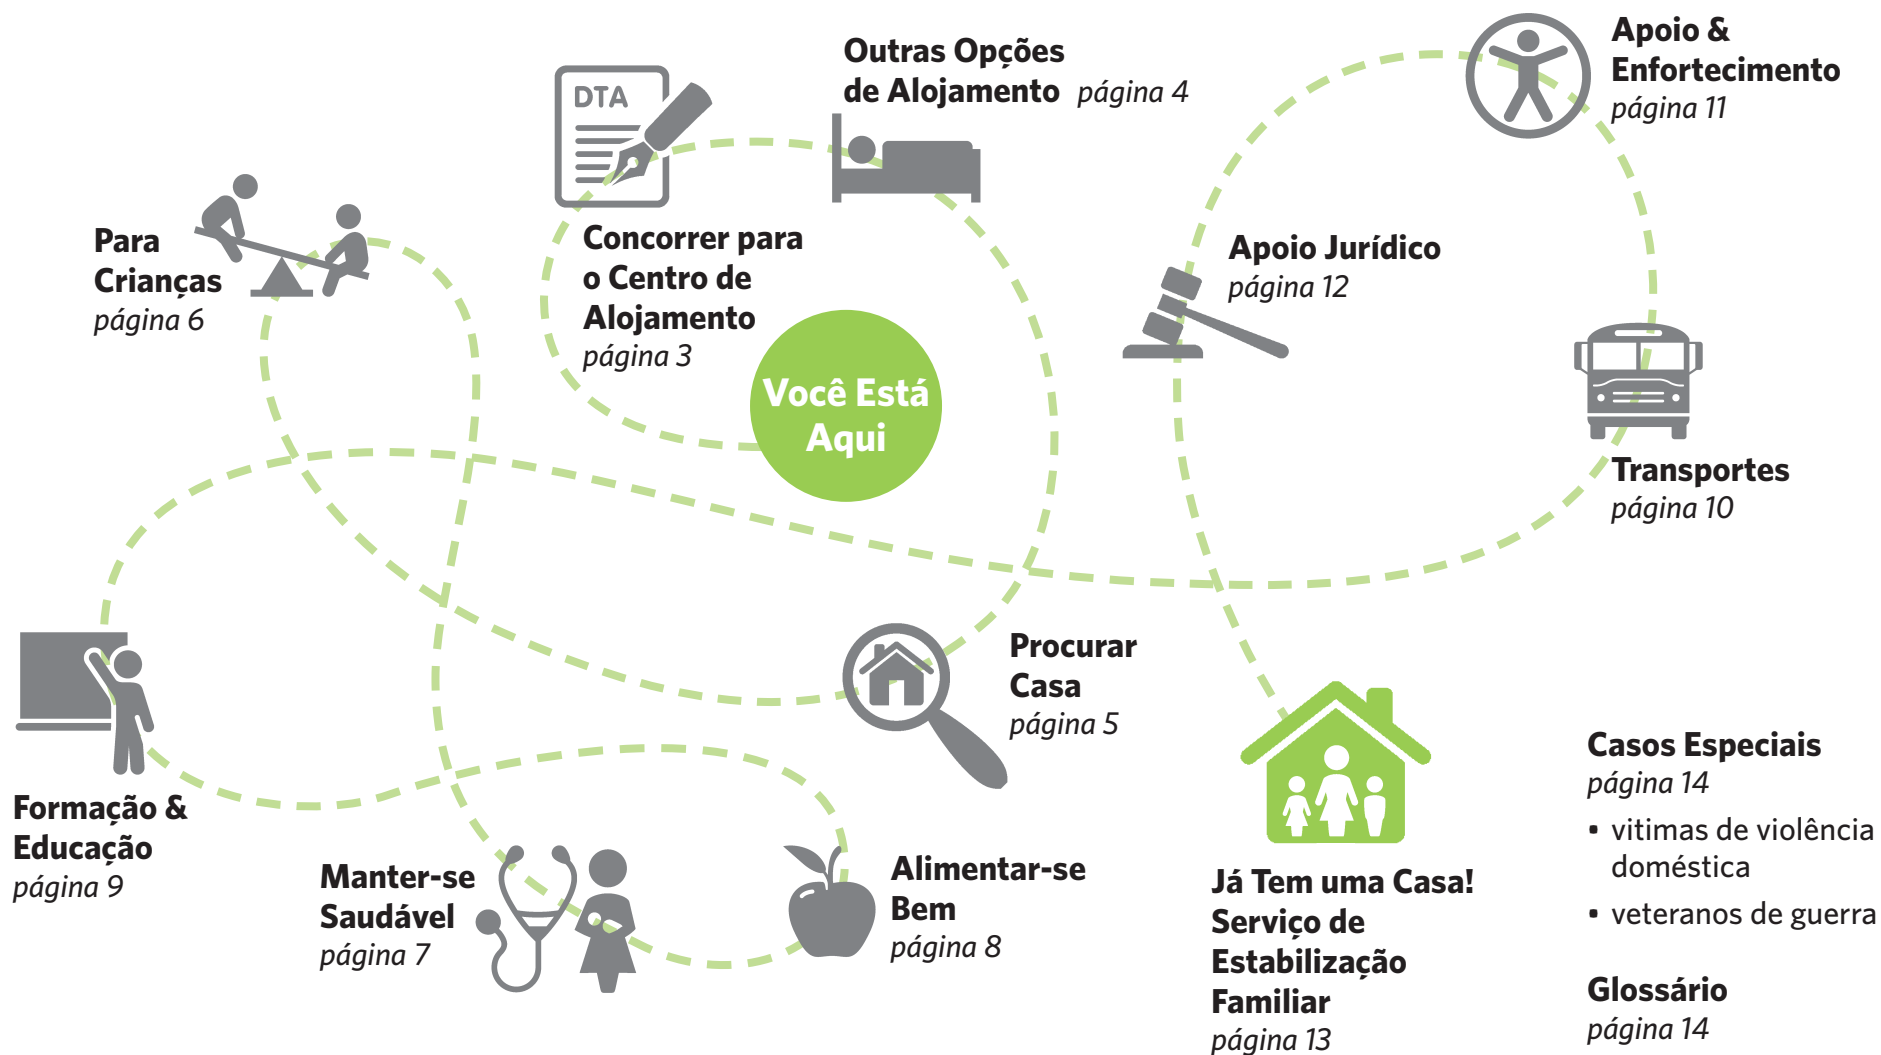 Você Está
Aqui
DTA
Concorrer para
o Centro de
Alojamento
página 3
Outras Opções
de Alojamento página 4
Procurar
Casa
página 5
Para
Crianças
página 6
Manter-se
Saudável
página 7
Alimentar-se
Bem
página 8
Formação &
Educação
página 9
Transportes
página 10
Apoio &
Enfortecimento
página 11
Apoio Jurídico
página 12
Já Tem uma Casa!
Serviço de
Estabilização
Familiar
página 13
Casos Especiais
página 14
• vitimas de violência
doméstica
• veteranos de guerra
Glossário
página 14